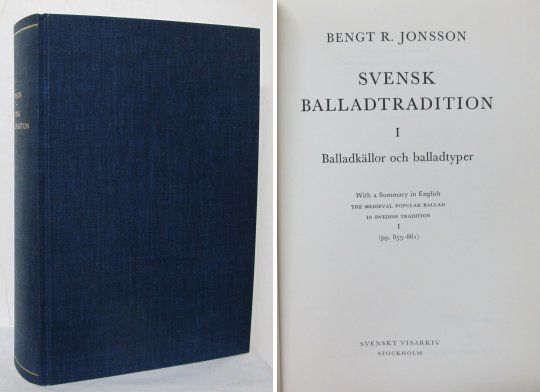 BENGT R. JONSSON
SVENSK
BALLADTRADITION
I
Balladkällor och balladtyper
With a Summary in English
THE MEDIEVAL POPULAR BALLAD
IN SWEDISH TRADITION
I
(pp. 855–861)
SVENSKT VISARKIV
STOCKHOLM